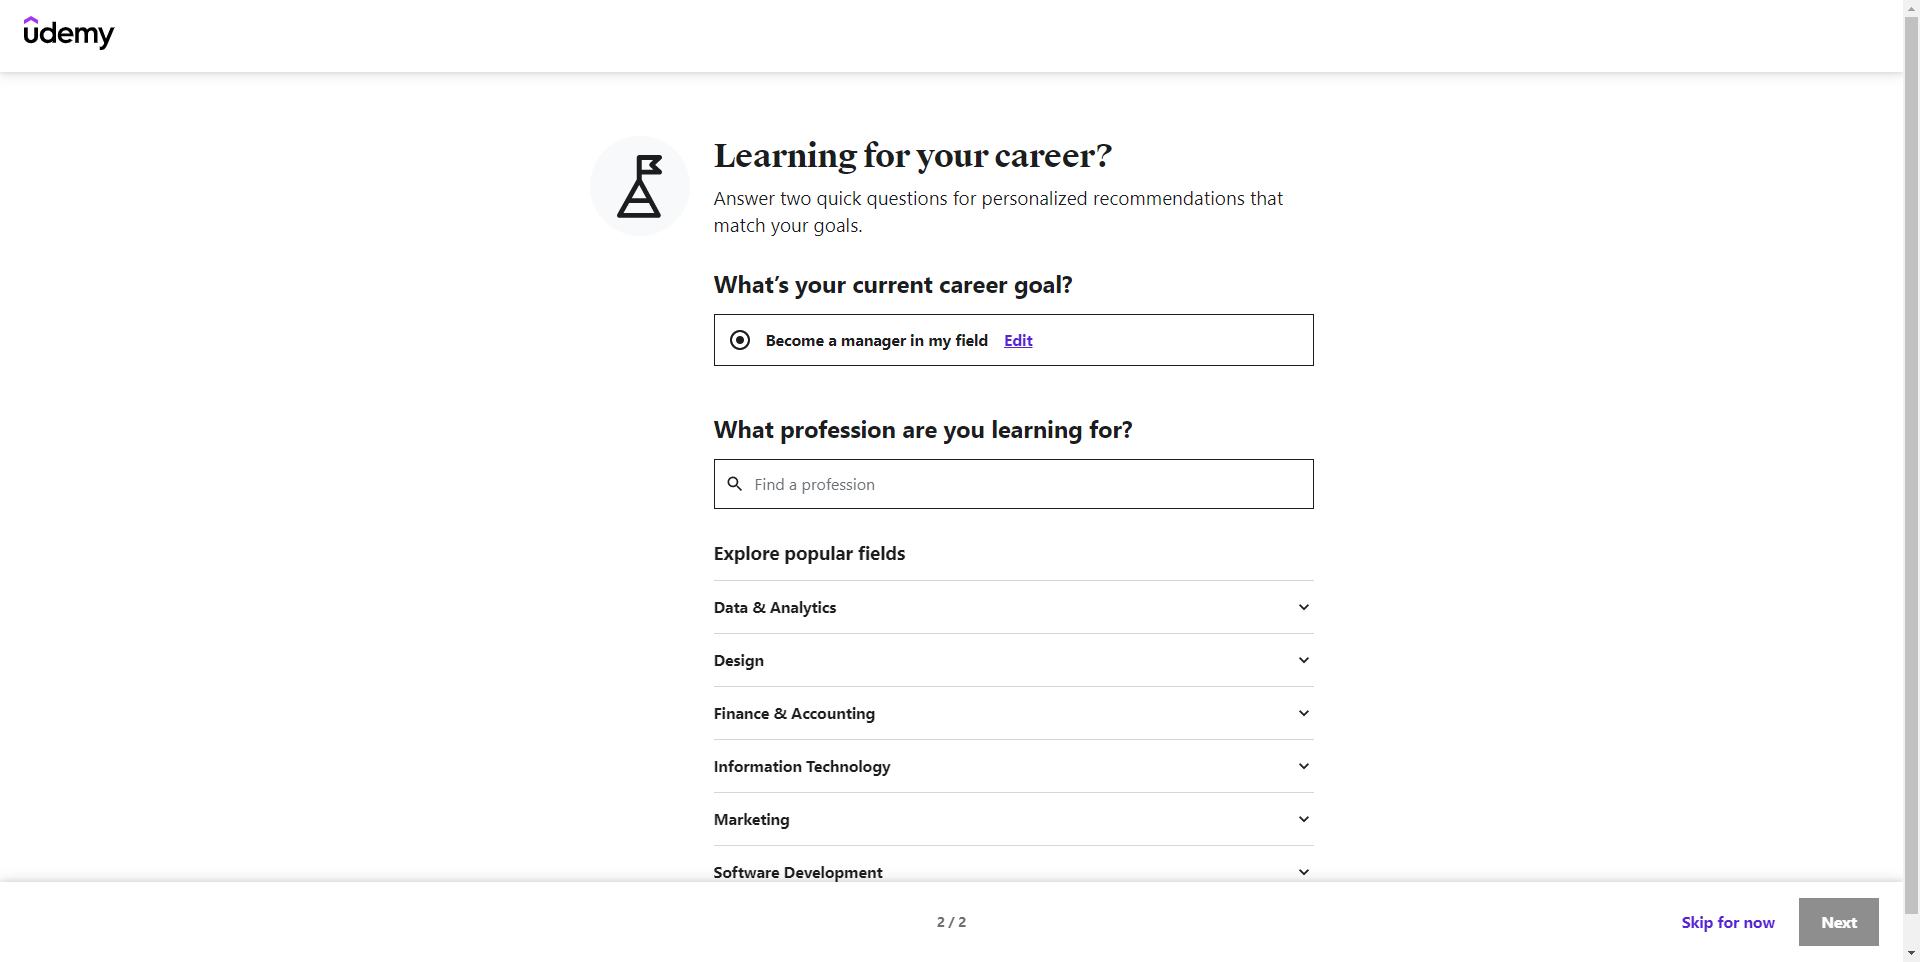 udemy
Learning for your career?
Answer two quick questions for personalized recommendations that
match your goals.
What’s your current career goal?
Become a manager in my field Edit
What profession are you learning for?
Find a profession
Explore popular fields
Data & Analytics
Design
Finance & Accounting
Information Technology
Marketing
Software Development
2 / 2
Skip for now
Next